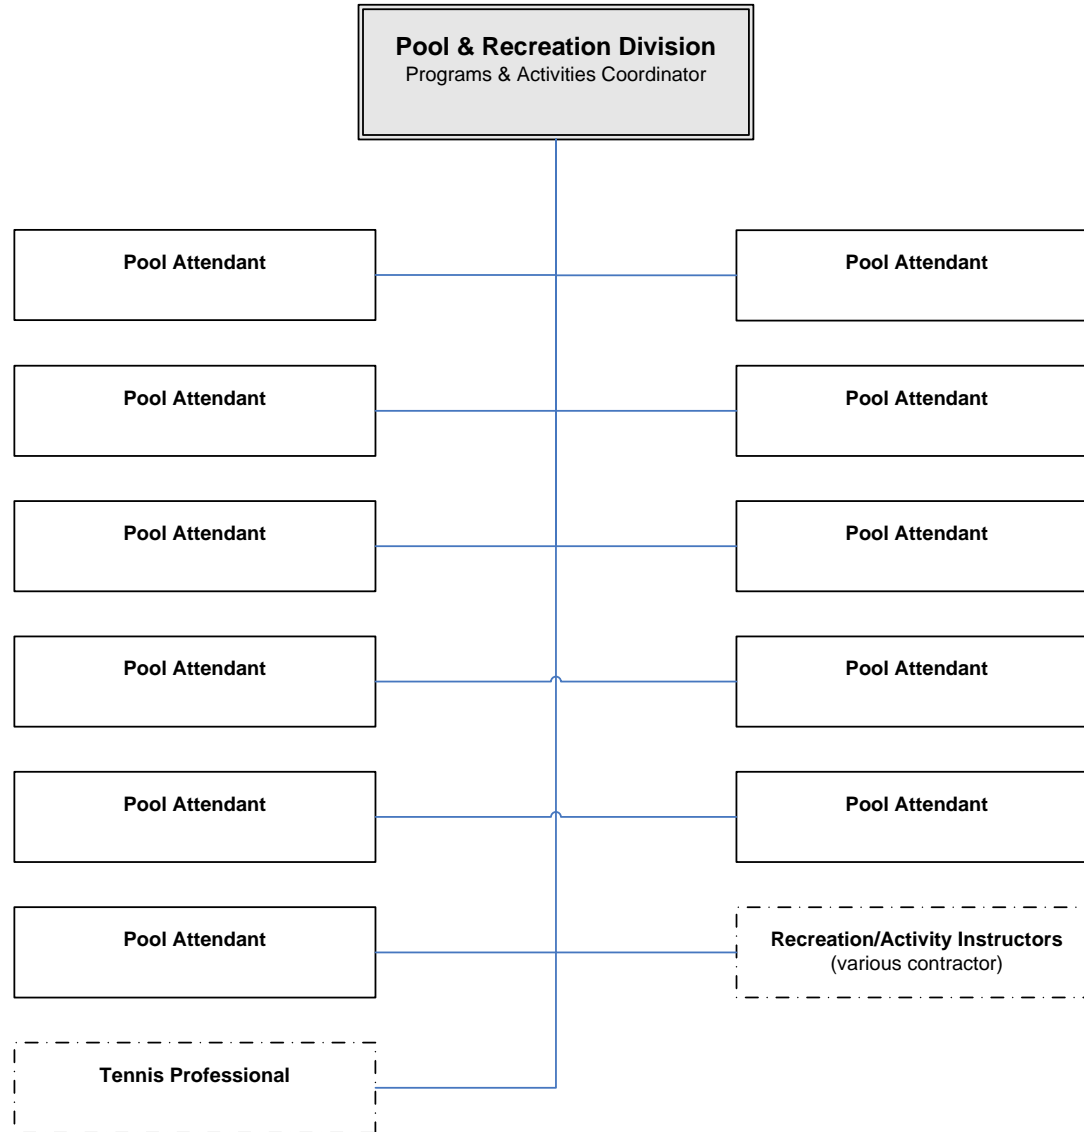 Pool & Recreation Division
Programs & Activities Coordinator
Pool Attendant
Pool Attendant
Pool Attendant
Pool Attendant
Pool Attendant
Pool Attendant
Pool Attendant
Pool Attendant
Pool Attendant
Pool Attendant
Pool Attendant
Recreation/Activity Instructors
(various contractor)
Tennis Professional